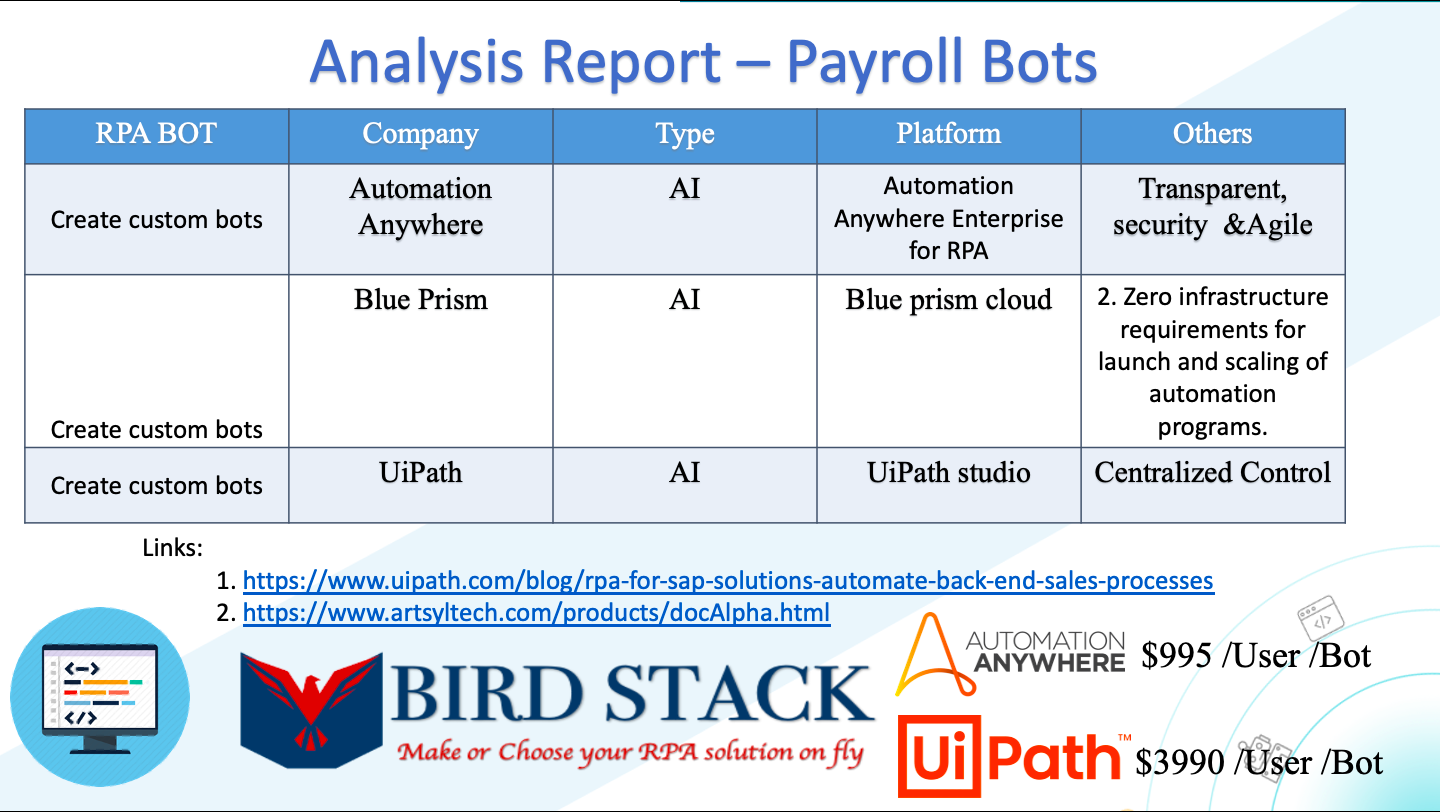 Analysis Report – Payroll Bots
RPA BOT
Company
Type
Platform
Others
Create custom bots
Automation
Anywhere
AI
Automation
Anywhere Enterprise
for RPA
Transparent,
security  &Agile
Create custom bots
Blue Prism
AI
Blue prism cloud
2. Zero infrastructure
requirements for
launch and scaling of
automation
programs.
Create custom bots
UiPath
AI
UiPath studio
Centralized Control
Links:
1. https://www.uipath.com/blog/rpa-for-sap-solutions-automate-back-end-sales-processes
2. https://www.artsyltech.com/products/docAlpha.html
BIRD STACK
Make or Choose your RPA solution on fly
AUTOMATION
ANYWHERE
$995 /User /Bot
UiPath™
$3990 /User /Bot